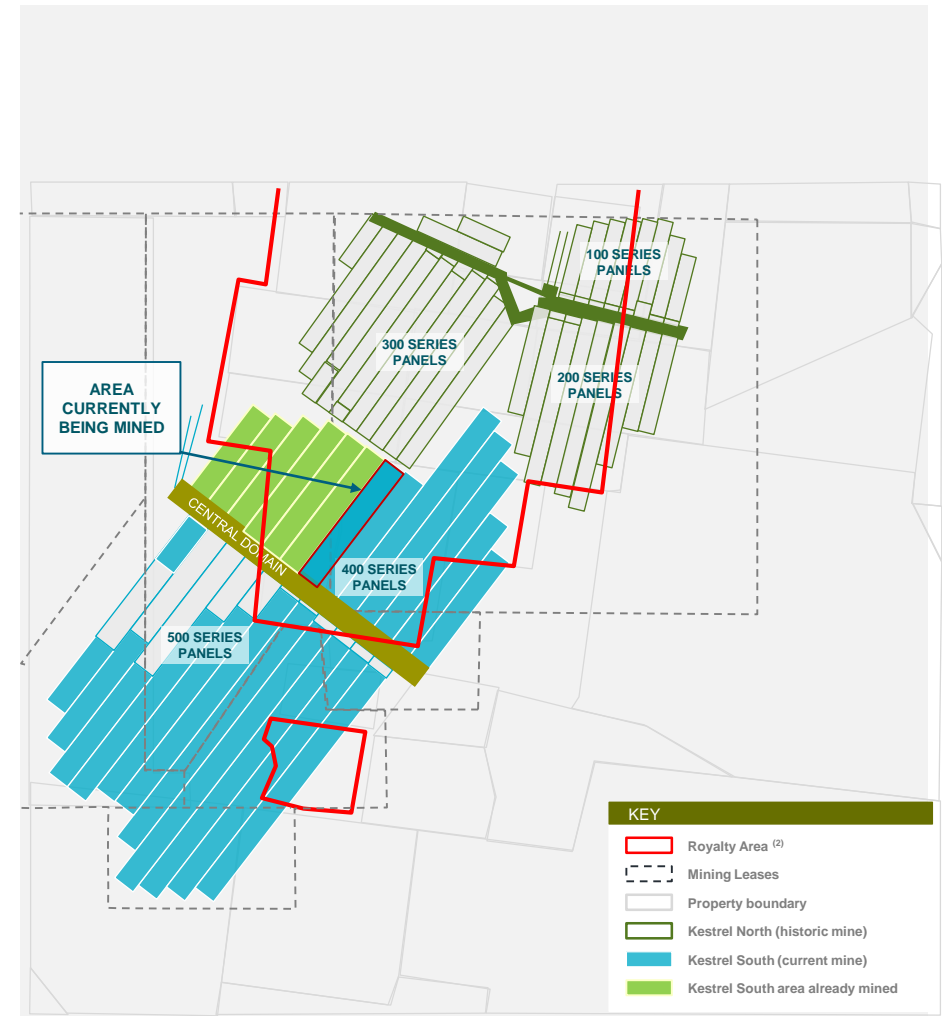 100 SERIES
PANELS
300 SERIES
PANELS
200 SERIES
PANELS
AREA
CURRENTLY
BEING MINED
CENTRAL DOMAIN
400 SERIES
PANELS
500 SERIES
PANELS
KEY
Royalty Area (2)
Mining Leases
Property boundary
Kestrel North (historic mine)
Kestrel South (current mine)
Kestrel South area already mined